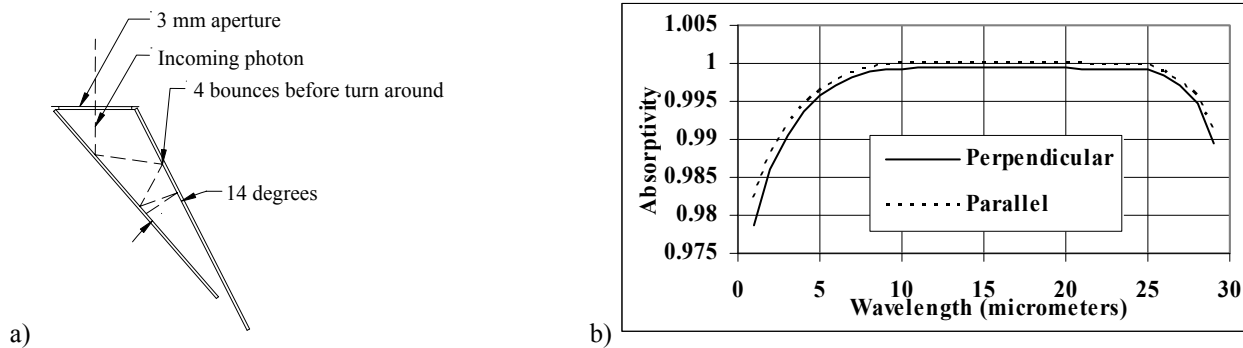 3 mm aperture
Incoming photon
4 bounces before turn around
14 degrees
a)
1.005
1
0.995
0.99
0.985
0.98
0.975
Absorptivity
Perpendicular
Parallel
0 5 10 15 20 25 30
Wavelength (micrometers)
b)